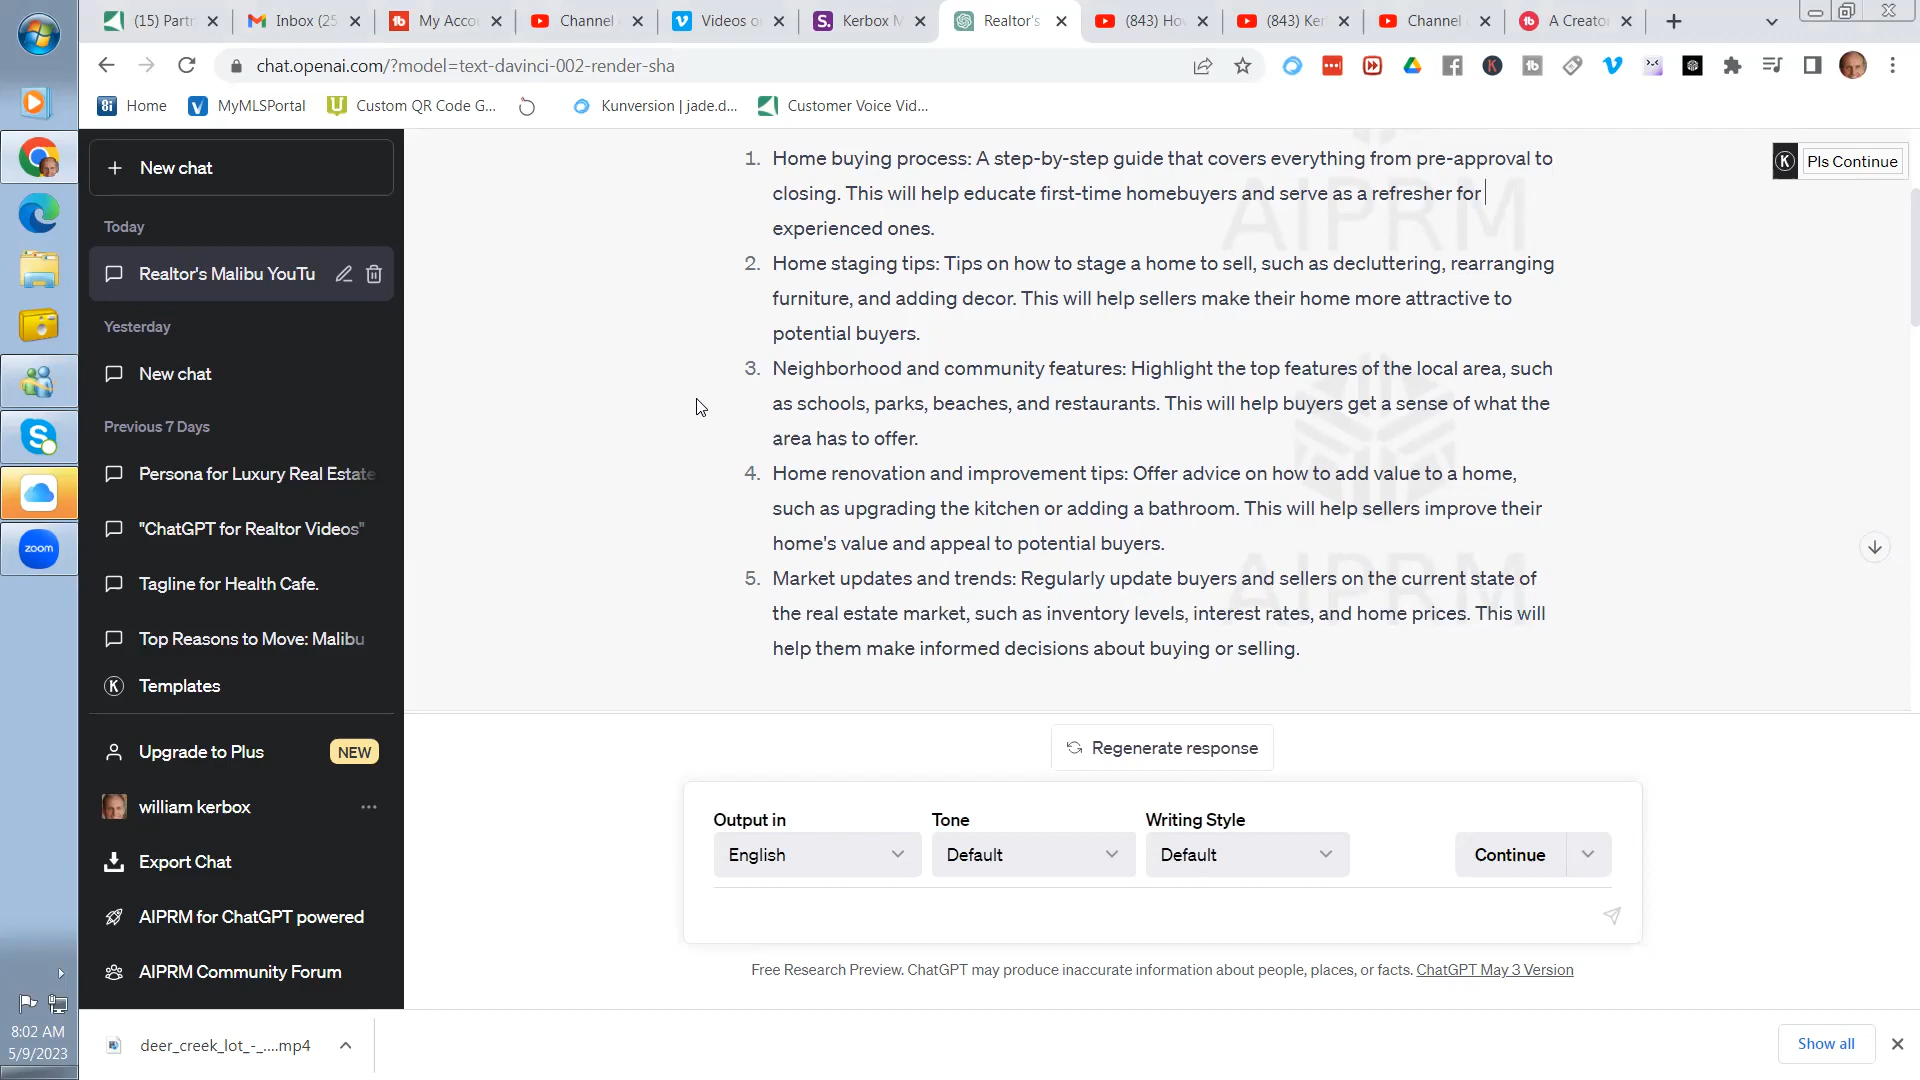 (15) Partr
Inbox (25
My Acco
Channel
Videos o
Kerbox M
Realtor's
(843) Ho
(843) Ker
Channel
A Creato
chat.openai.com/?model=text-davinci-002-render-sha
Home
MyMLSPortal
Custom QR Code G...
Kunversion | jade.d...
Customer Voice Vid...
New chat
Today
Realtor's Malibu YouTu
Yesterday
New chat
Previous 7 Days
Persona for Luxury Real Estate
"ChatGPT for Realtor Videos"
Tagline for Health Cafe.
Top Reasons to Move: Malibu
Templates
Upgrade to Plus
NEW
william kerbox
Export Chat
AIPRM for ChatGPT powered
AIPRM Community Forum
Pls Continue
1. Home buying process: A step-by-step guide that covers everything from pre-approval to
closing. This will help educate first-time homebuyers and serve as a refresher for
experienced ones.
2. Home staging tips: Tips on how to stage a home to sell, such as decluttering, rearranging
furniture, and adding decor. This will help sellers make their home more attractive to
potential buyers.
3. Neighborhood and community features: Highlight the top features of the local area, such
as schools, parks, beaches, and restaurants. This will help buyers get a sense of what the
area has to offer.
4. Home renovation and improvement tips: Offer advice on how to add value to a home,
such as upgrading the kitchen or adding a bathroom. This will help sellers improve their
home's value and appeal to potential buyers.
5. Market updates and trends: Regularly update buyers and sellers on the current state of
the real estate market, such as inventory levels, interest rates, and home prices. This will
help them make informed decisions about buying or selling.
AIPRM
AIPRM
Regenerate response
Output in
Tone
Writing Style
English
Default
Default
Continue
Free Research Preview. ChatGPT may produce inaccurate information about people, places, or facts. ChatGPT May 3 Version
zoom
8:02 AM
5/9/2023
deer_creek_lot_-_....mp4
Show all